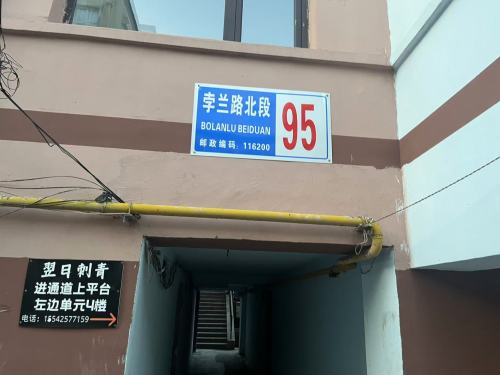 孛兰路北段
BOLANLU BEIDUAN
邮政编码：116200
95
翌日刺青
进通道上平台
左边单元4楼
电话：15542577159